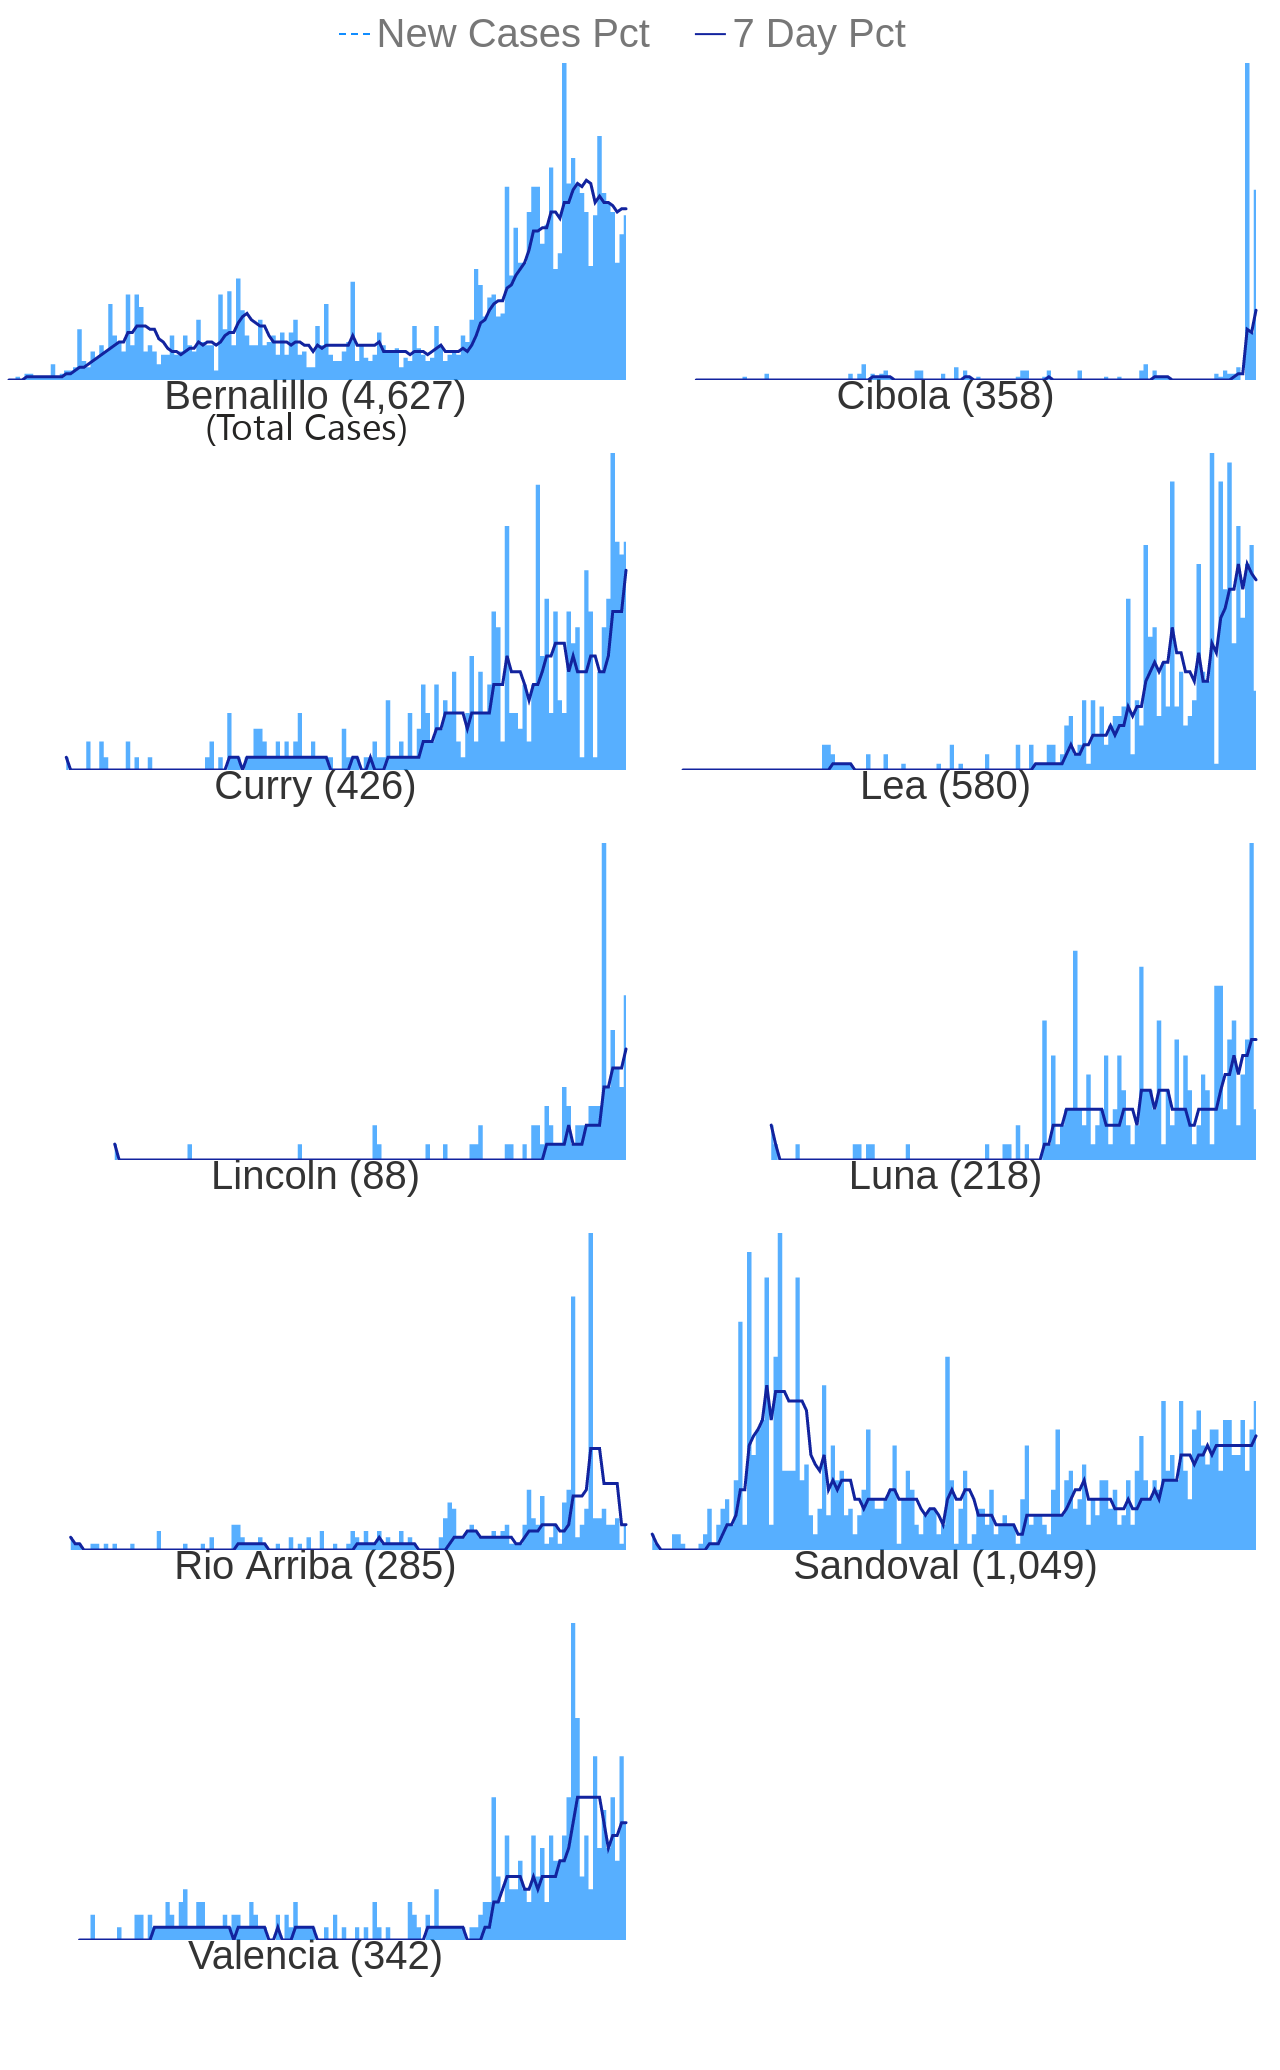 New Cases Pct 7 Day Pct
Bernalillo (4,627) Cibola (358)
(Total Cases)
Curry (426) Lea (580)
Lincoln (88) Luna (218)
Rio Arriba (285) Sandoval (1,049)
Valencia (342)